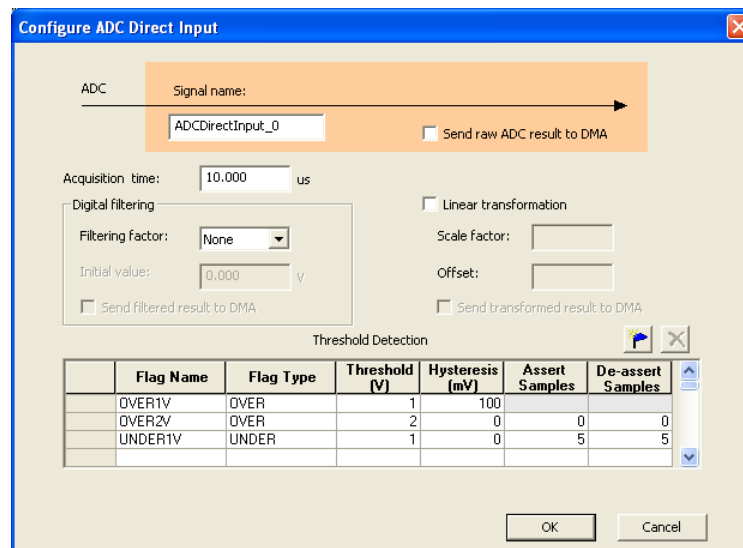 Configure ADC Direct Input
ADC
Signal name:
ADCDirectInput_0
Send raw ADC result to DMA
Acquisition time: 10.000 us
Digital filtering
Linear transformation
Filtering factor: None
Scale factor:
Initial value: 0.000 V
Offset:
Send filtered result to DMA
Send transformed result to DMA
Threshold Detection
Flag Name Flag Type Threshold (V) Hysteresis (mV) Assert Samples De-assert Samples
OVER1V OVER 1 100
OVER2V OVER 2 0 0 0
UNDER1V UNDER 1 0 5 5
OK Cancel